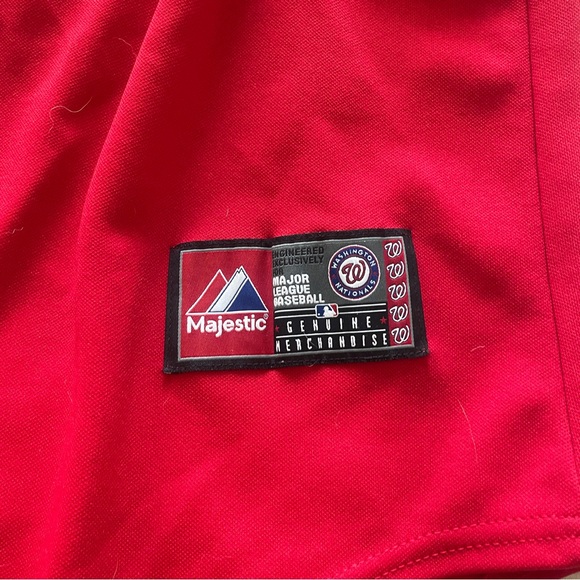 Majestic®
ENGINEERED
EXCLUSIVELY
FOR
MAJOR
LEAGUE
BASEBALL
WASHINGTON
W
NATIONALS
GENUINE
MERCHANDISE
W
W
W
W
W